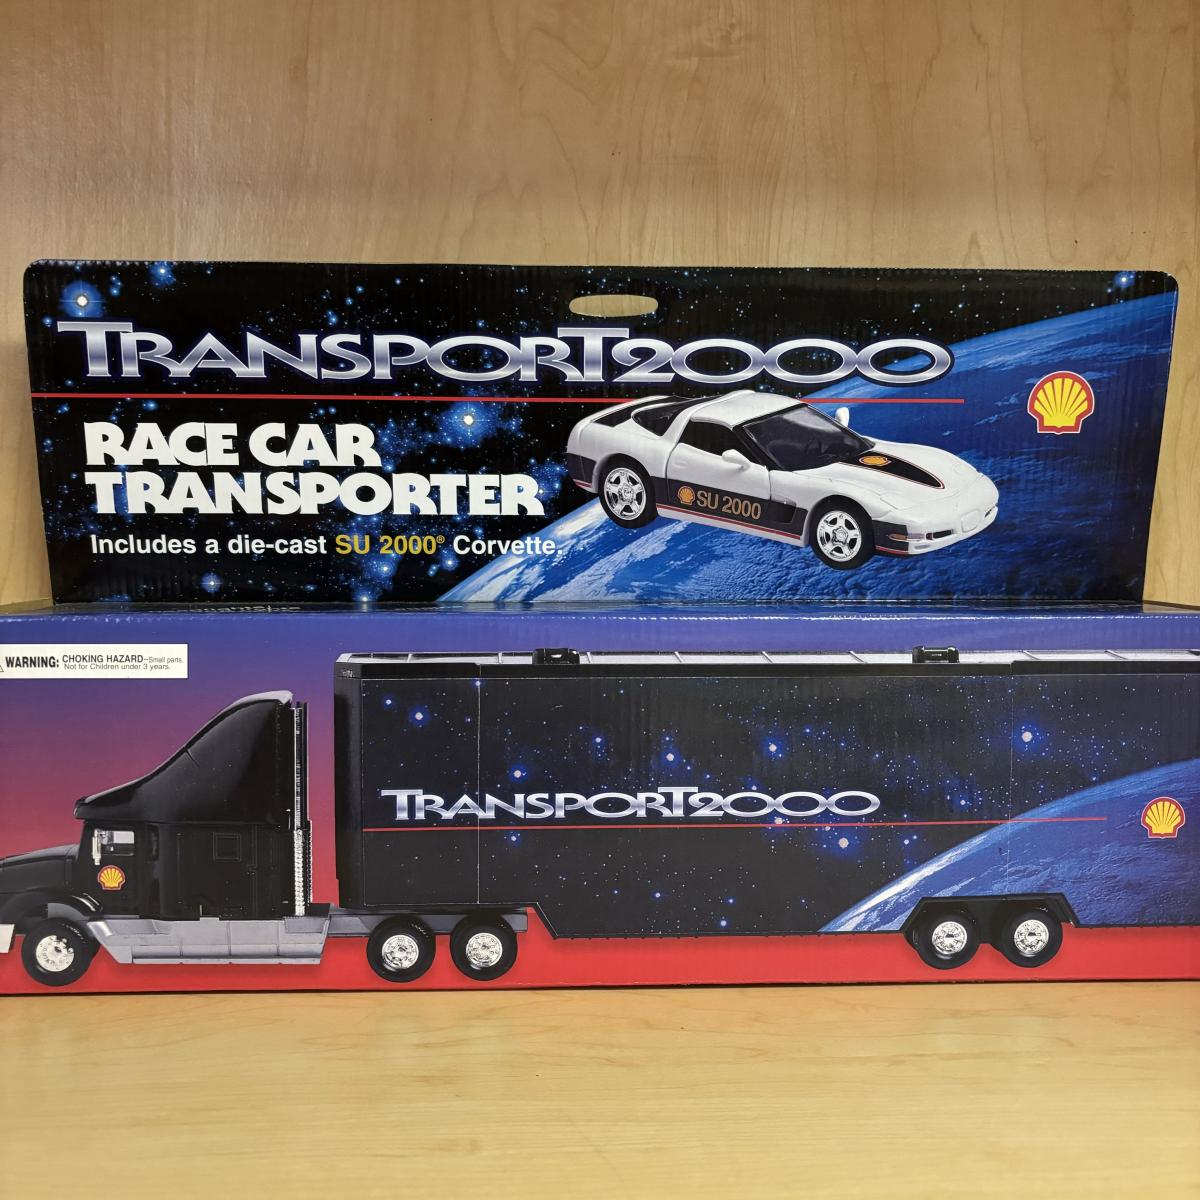 TRANSPORT2000
RACE CAR
TRANSPORTER
Includes a die-cast SU 2000® Corvette.
SU 2000
WARNING: CHOKING HAZARD--Small parts.
Not for Children under 3 years.
TRANSPORT2000